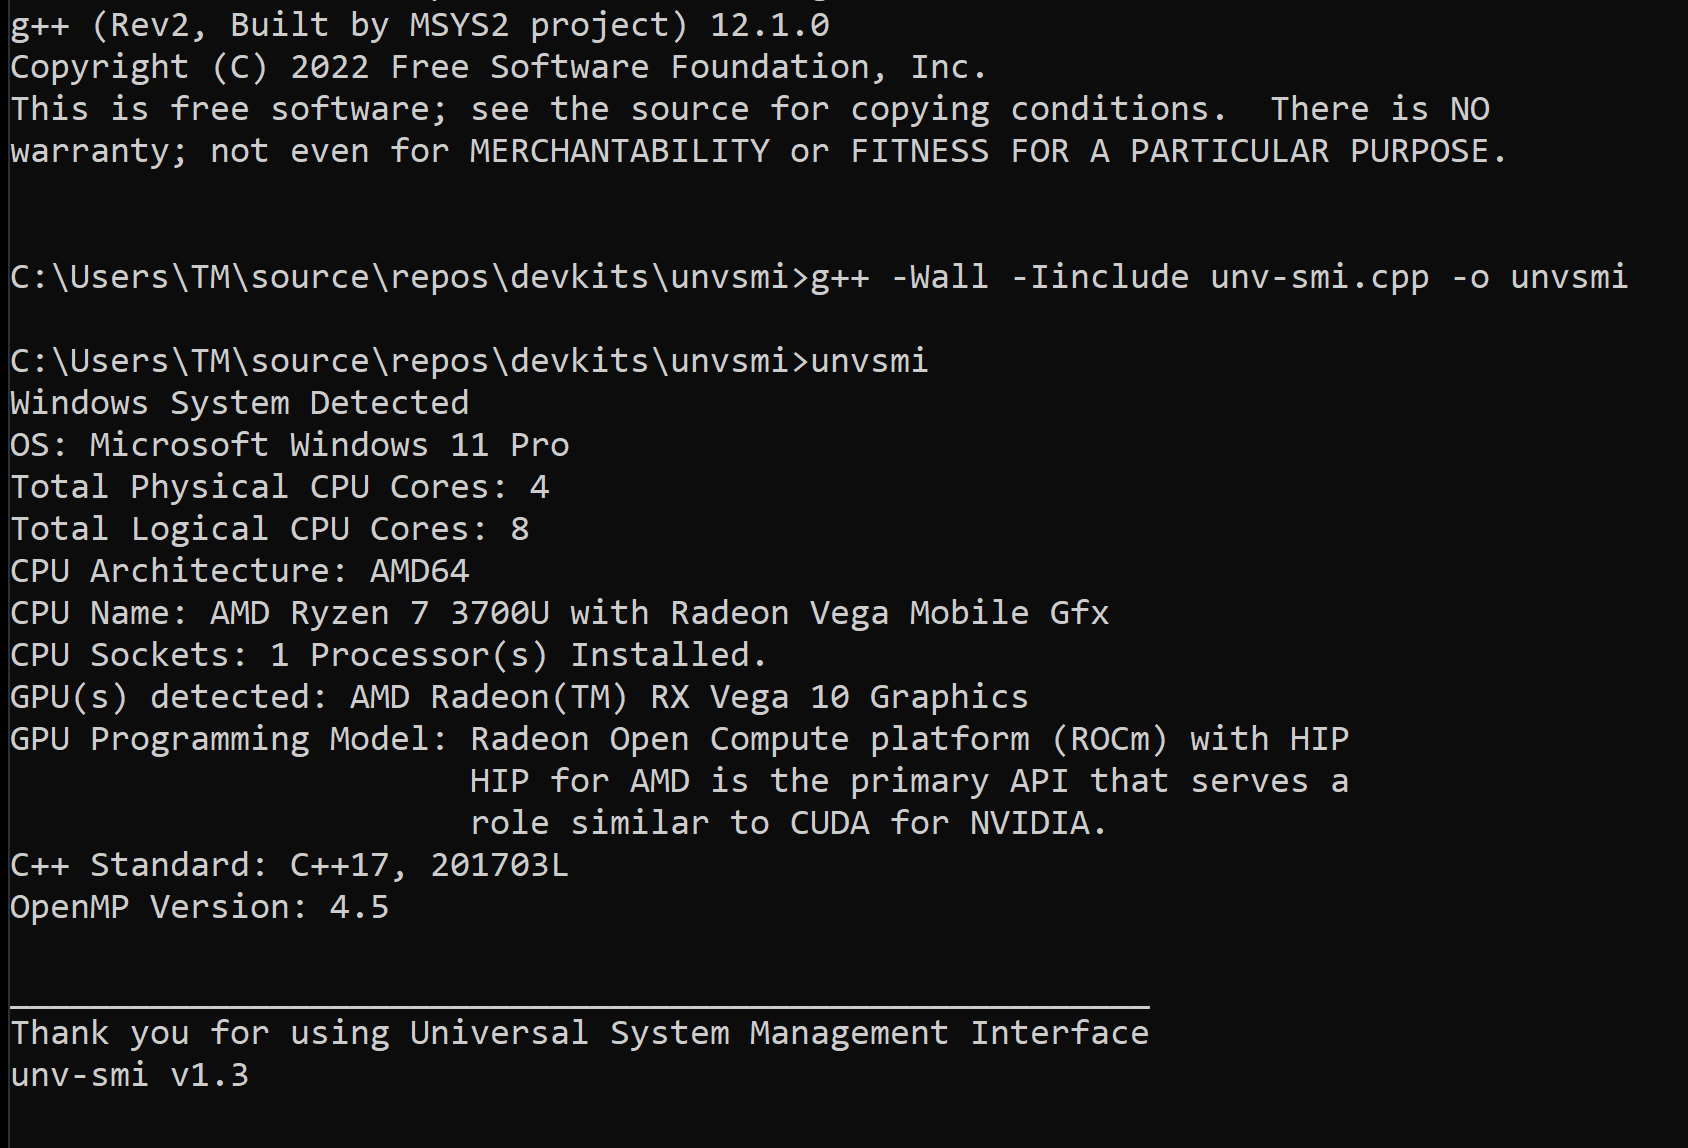 g++ (Rev2, Built by MSYS2 project) 12.1.0
Copyright (C) 2022 Free Software Foundation, Inc.
This is free software; see the source for copying conditions.  There is NO
warranty; not even for MERCHANTABILITY or FITNESS FOR A PARTICULAR PURPOSE.
C:\Users\TM\source\repos\devkits\unvsmi>g++ -Wall -Iinclude unv-smi.cpp -o unvsmi
C:\Users\TM\source\repos\devkits\unvsmi>unvsmi
Windows System Detected
OS: Microsoft Windows 11 Pro
Total Physical CPU Cores: 4
Total Logical CPU Cores: 8
CPU Architecture: AMD64
CPU Name: AMD Ryzen 7 3700U with Radeon Vega Mobile Gfx
CPU Sockets: 1 Processor(s) Installed.
GPU(s) detected: AMD Radeon(TM) RX Vega 10 Graphics
GPU Programming Model: Radeon Open Compute platform (ROCm) with HIP
HIP for AMD is the primary API that serves a
role similar to CUDA for NVIDIA.
C++ Standard: C++17, 201703L
OpenMP Version: 4.5
_________________________________________________________
Thank you for using Universal System Management Interface
unv-smi v1.3